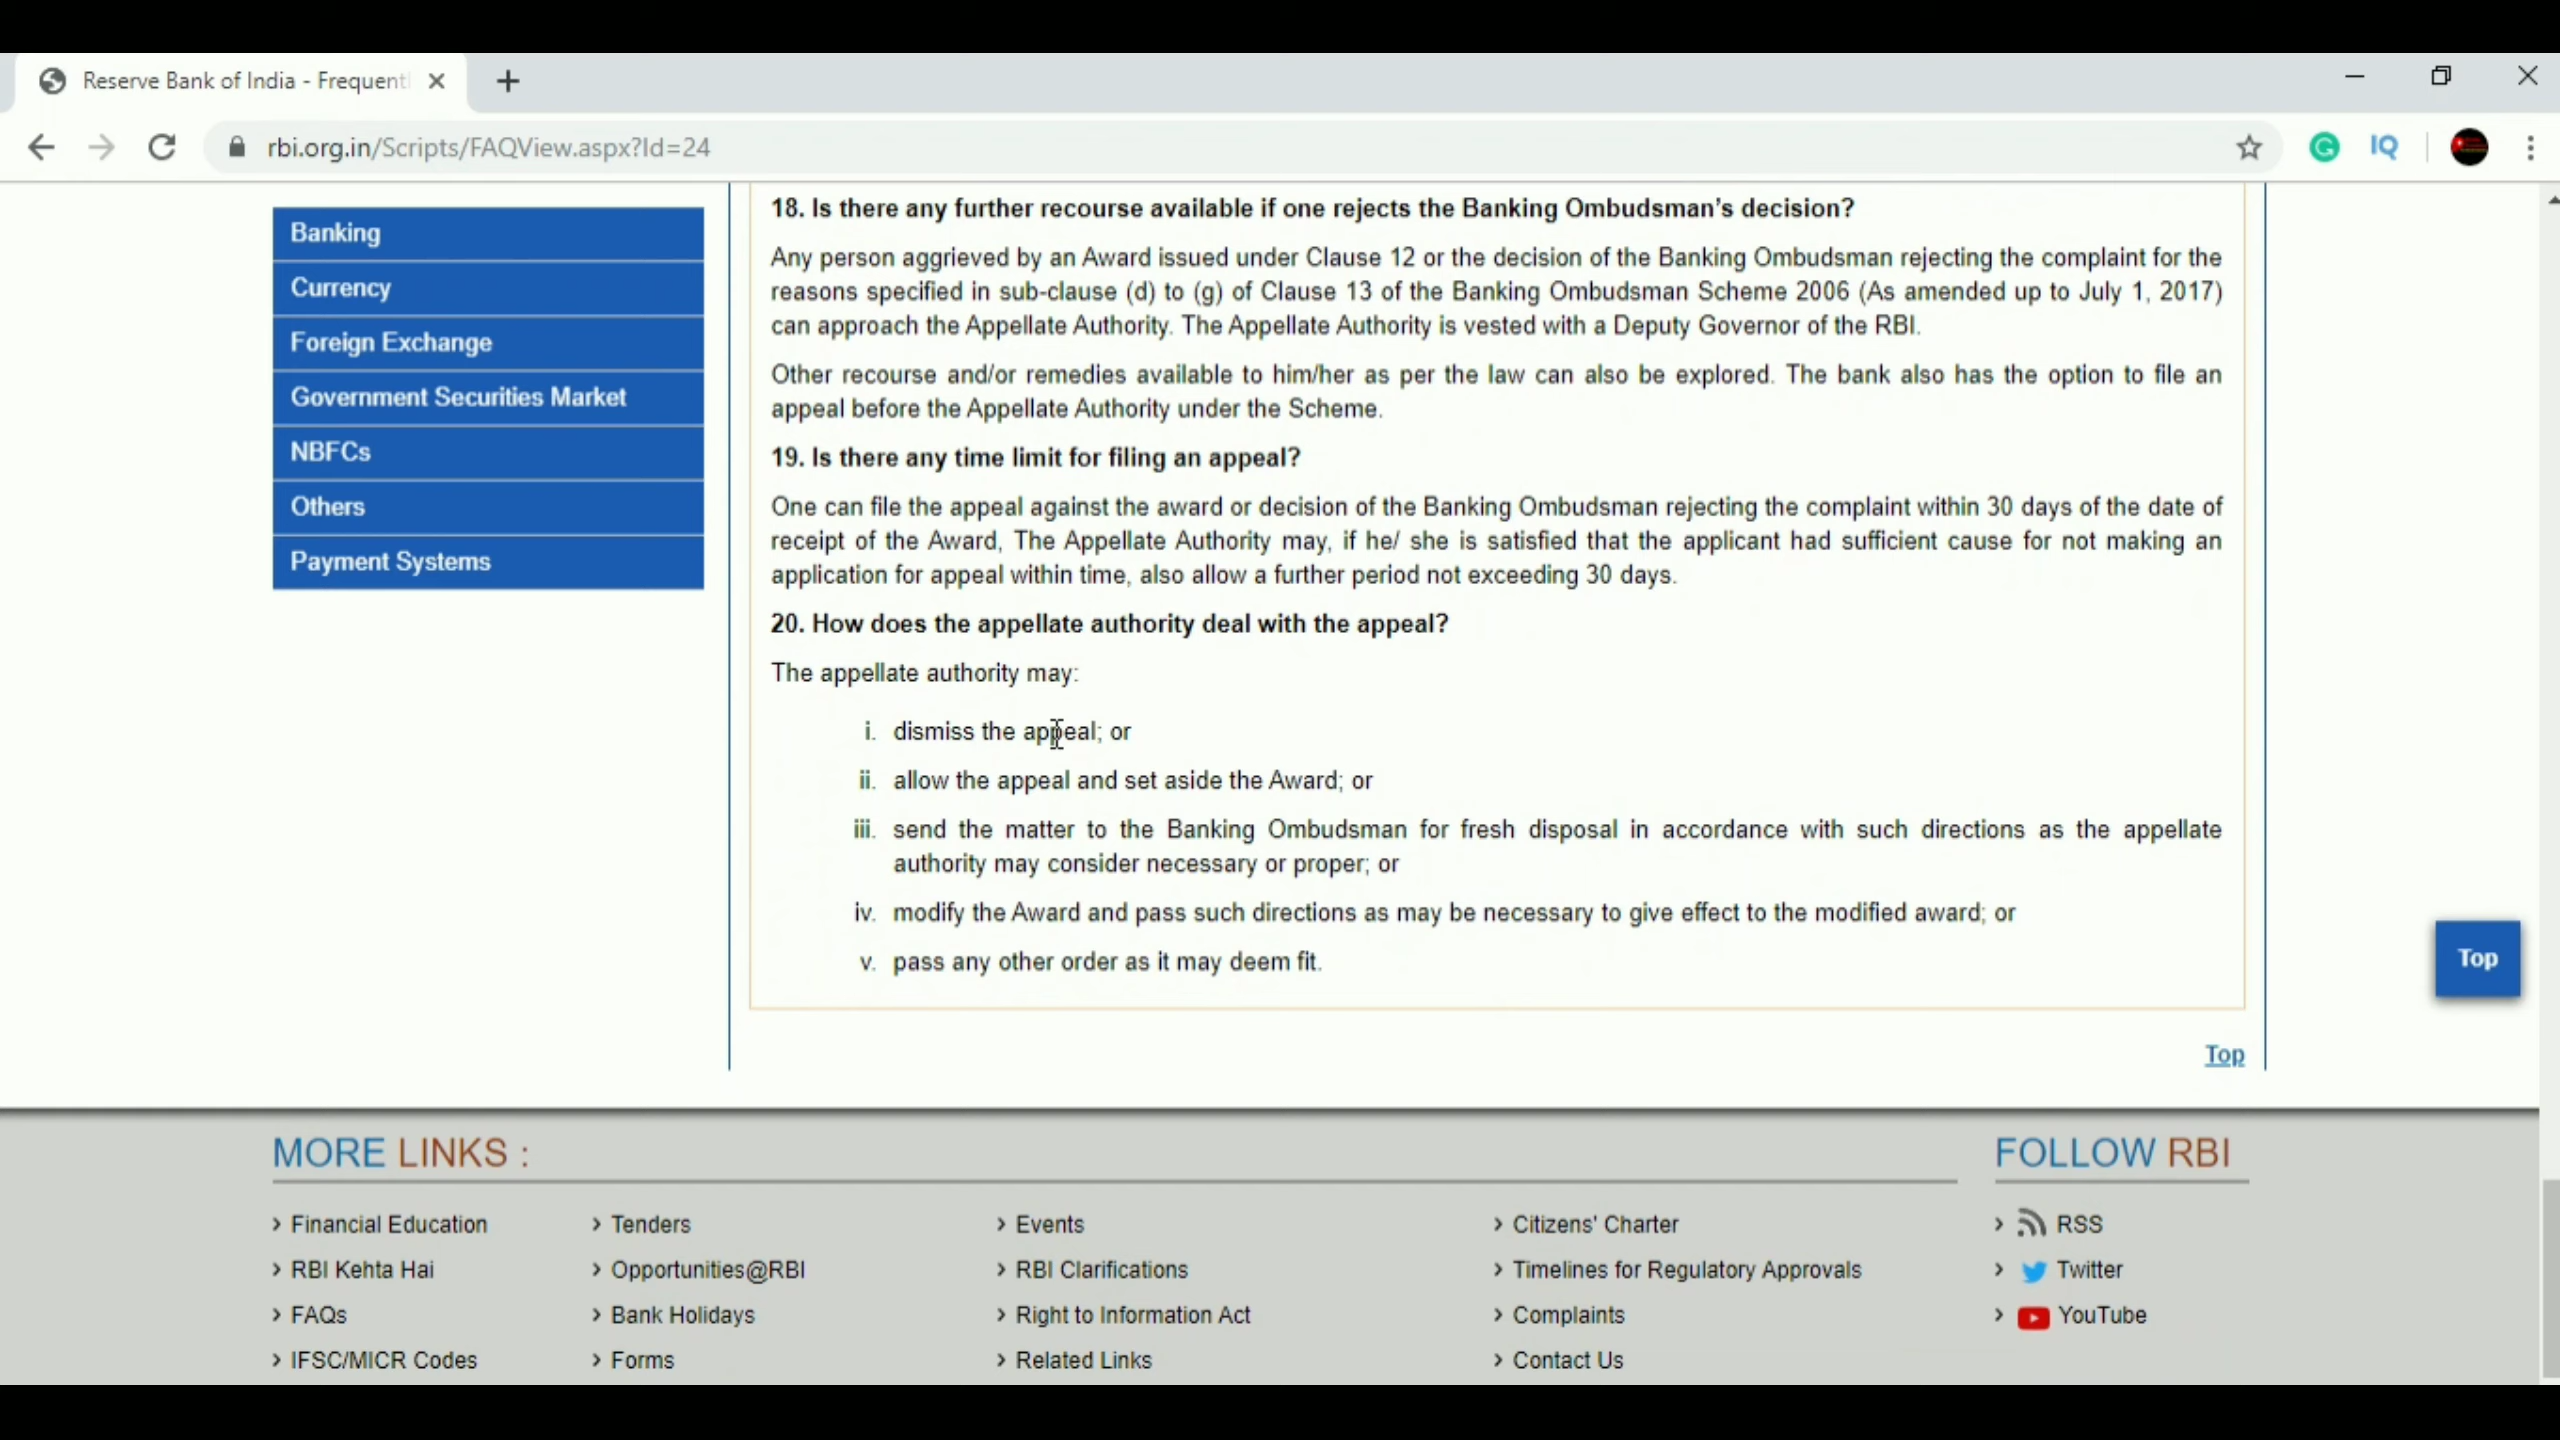 Reserve Bank of India - Frequentl
rbi.org.in/Scripts/FAQView.aspx?Id=24
IQ
Banking
Currency
Foreign Exchange
Government Securities Market
NBFCs
Others
Payment Systems
18. Is there any further recourse available if one rejects the Banking Ombudsman's decision?
Any person aggrieved by an Award issued under Clause 12 or the decision of the Banking Ombudsman rejecting the complaint for the
reasons specified in sub-clause (d) to (g) of Clause 13 of the Banking Ombudsman Scheme 2006 (As amended up to July 1, 2017)
can approach the Appellate Authority. The Appellate Authority is vested with a Deputy Governor of the RBI.
Other recourse and/or remedies available to him/her as per the law can also be explored. The bank also has the option to file an
appeal before the Appellate Authority under the Scheme.
19. Is there any time limit for filing an appeal?
One can file the appeal against the award or decision of the Banking Ombudsman rejecting the complaint within 30 days of the date of
receipt of the Award, The Appellate Authority may, if he/ she is satisfied that the applicant had sufficient cause for not making an
application for appeal within time, also allow a further period not exceeding 30 days.
20. How does the appellate authority deal with the appeal?
The appellate authority may:
i. dismiss the appeal; or
ii. allow the appeal and set aside the Award; or
iii. send the matter to the Banking Ombudsman for fresh disposal in accordance with such directions as the appellate
authority may consider necessary or proper; or
iv. modify the Award and pass such directions as may be necessary to give effect to the modified award; or
v. pass any other order as it may deem fit.
Top
Top
MORE LINKS :
Financial Education
RBI Kehta Hai
FAQs
IFSC/MICR Codes
Tenders
Opportunities@RBI
Bank Holidays
Forms
Events
RBI Clarifications
Right to Information Act
Related Links
Citizens' Charter
Timelines for Regulatory Approvals
Complaints
Contact Us
FOLLOW RBI
RSS
Twitter
YouTube